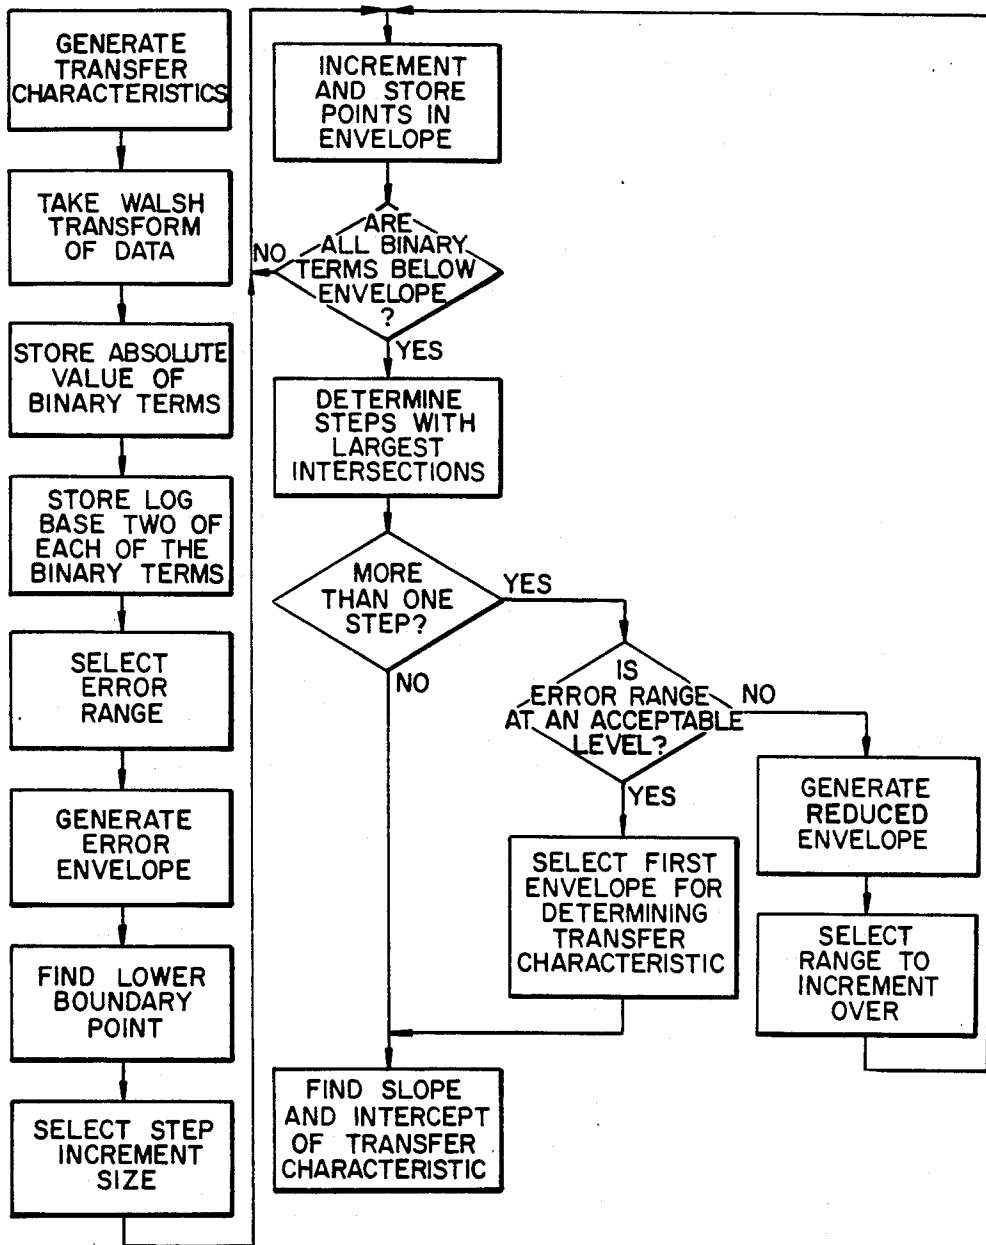 GENERATE
TRANSFER
CHARACTERISTICS
TAKE WALSH
TRANSFORM
OF DATA
STORE ABSOLUTE
VALUE OF
BINARY TERMS
STORE LOG
BASE TWO OF
EACH OF THE
BINARY TERMS
SELECT
ERROR
RANGE
GENERATE
ERROR
ENVELOPE
FIND LOWER
BOUNDARY
POINT
SELECT STEP
INCREMENT
SIZE
INCREMENT
AND STORE
POINTS IN
ENVELOPE
ARE
ALL BINARY
TERMS BELOW
ENVELOPE
?
NO
YES
DETERMINE
STEPS WITH
LARGEST
INTERSECTIONS
MORE
THAN ONE
STEP?
YES
NO
IS
ERROR RANGE
AT AN ACCEPTABLE
LEVEL?
NO
YES
SELECT FIRST
ENVELOPE FOR
DETERMINING
TRANSFER
CHARACTERISTIC
GENERATE
REDUCED
ENVELOPE
SELECT
RANGE TO
INCREMENT
OVER
FIND SLOPE
AND INTERCEPT
OF TRANSFER
CHARACTERISTIC